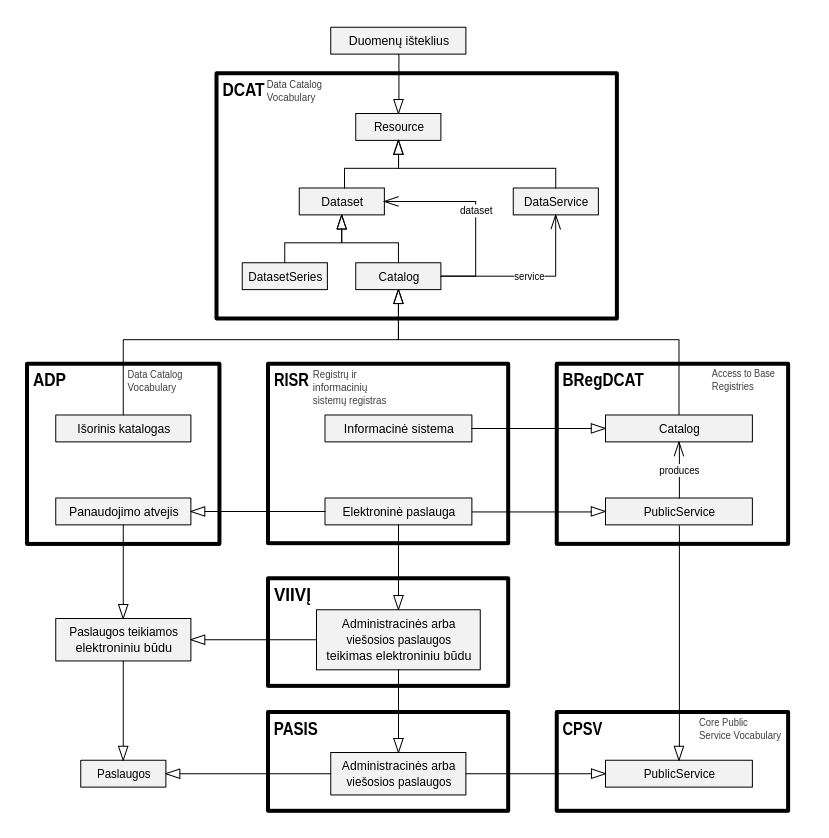 Duomenų išteklius
DCAT
Data Catalog
Vocabulary
Resource
Dataset
DataService
dataset
DatasetSeries
Catalog
service
ADP
Data Catalog
Vocabulary
Išorinis katalogas
Panaudojimo atvejis
RISR
Registrų ir
informacinių
sistemų registras
Informacinė sistema
Elektroninė paslauga
BRegDCAT
Access to Base
Registries
Catalog
produces
PublicService
VIIVĮ
Administracinės arba
viešosios paslaugos
teikimas elektroniniu būdu
Paslaugos teikiamos
elektroniniu būdu
PASIS
Administracinės arba
viešosios paslaugos
Paslaugos
CPSV
Core Public
Service Vocabulary
PublicService